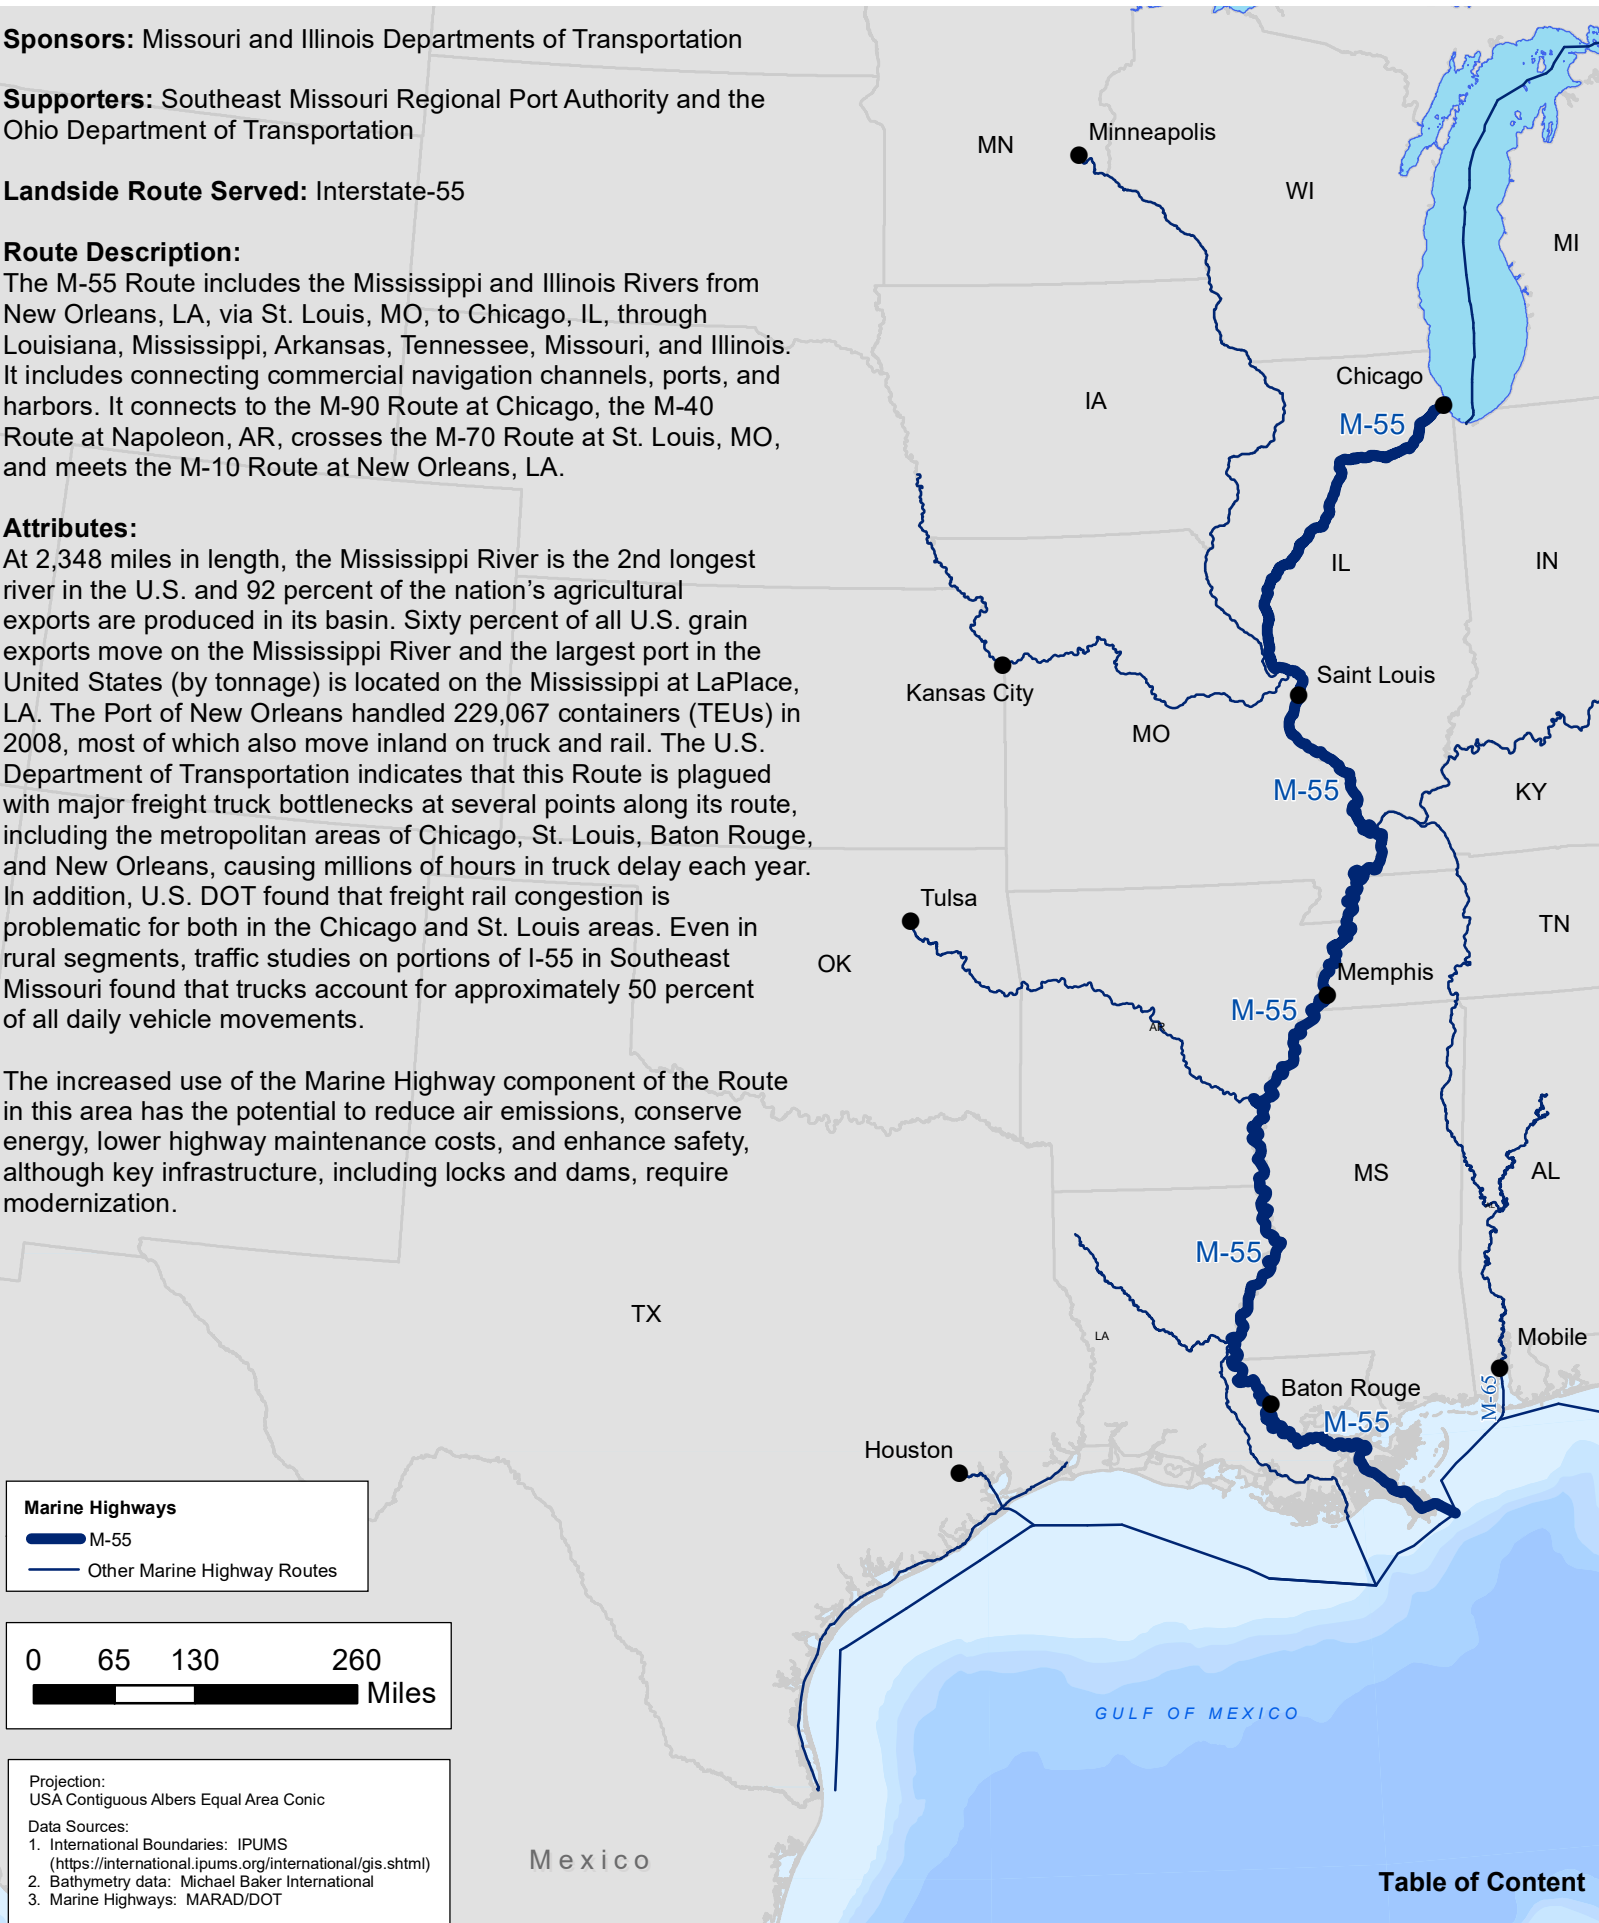 Sponsors: Missouri and Illinois Departments of Transportation
Supporters: Southeast Missouri Regional Port Authority and the
Ohio Department of Transportation
Landside Route Served: Interstate-55
Route Description:
The M-55 Route includes the Mississippi and Illinois Rivers from
New Orleans, LA, via St. Louis, MO, to Chicago, IL, through
Louisiana, Mississippi, Arkansas, Tennessee, Missouri, and Illinois.
It includes connecting commercial navigation channels, ports, and
harbors. It connects to the M-90 Route at Chicago, the M-40
Route at Napoleon, AR, crosses the M-70 Route at St. Louis, MO,
and meets the M-10 Route at New Orleans, LA.
Attributes:
At 2,348 miles in length, the Mississippi River is the 2nd longest
river in the U.S. and 92 percent of the nation's agricultural
exports are produced in its basin. Sixty percent of all U.S. grain
exports move on the Mississippi River and the largest port in the
United States (by tonnage) is located on the Mississippi at LaPlace,
LA. The Port of New Orleans handled 229,067 containers (TEUs) in
2008, most of which also move inland on truck and rail. The U.S.
Department of Transportation indicates that this Route is plagued
with major freight truck bottlenecks at several points along its route,
including the metropolitan areas of Chicago, St. Louis, Baton Rouge,
and New Orleans, causing millions of hours in truck delay each year.
In addition, U.S. DOT found that freight rail congestion is
problematic for both in the Chicago and St. Louis areas. Even in
rural segments, traffic studies on portions of I-55 in Southeast
Missouri found that trucks account for approximately 50 percent
of all daily vehicle movements.
The increased use of the Marine Highway component of the Route
in this area has the potential to reduce air emissions, conserve
energy, lower highway maintenance costs, and enhance safety,
although key infrastructure, including locks and dams, require
modernization.
MN
Minneapolis
WI
MI
Chicago
M-55
IA
IL
IN
Saint Louis
Kansas City
MO
M-55
KY
Tulsa
OK
TN
Memphis
M-55
AR
MS
AL
AL
M-55
TX
LA
Mobile
M-65
Baton Rouge
M-55
Houston
GULF OF MEXICO
Mexico
Marine Highways
M-55
Other Marine Highway Routes
0 65 130 260
Miles
Projection:
USA Contiguous Albers Equal Area Conic
Data Sources:
1. International Boundaries: IPUMS
(https://international.ipums.org/international/gis.shtml)
2. Bathymetry data: Michael Baker International
3. Marine Highways: MARAD/DOT
Table of Content